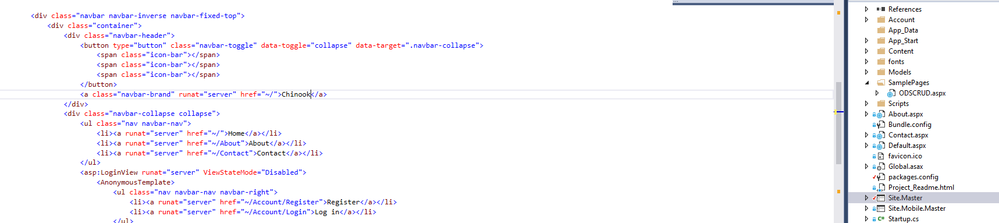 <div class="navbar navbar-inverse navbar-fixed-top">
<div class="container">
<div class="navbar-header">
<button type="button" class="navbar-toggle" data-toggle="collapse" data-target=".navbar-collapse">
<span class="icon-bar"></span>
<span class="icon-bar"></span>
<span class="icon-bar"></span>
</button>
<a class="navbar-brand" runat="server" href="~/">Chinook</a>
</div>
<div class="navbar-collapse collapse">
<ul class="nav navbar-nav">
<li><a runat="server" href="~/">Home</a></li>
<li><a runat="server" href="~/About">About</a></li>
<li><a runat="server" href="~/Contact">Contact</a></li>
</ul>
<asp:LoginView runat="server" ViewStateMode="Disabled">
<AnonymousTemplate>
<ul class="nav navbar-nav navbar-right">
<li><a runat="server" href="~/Account/Register">Register</a></li>
<li><a runat="server" href="~/Account/Login">Log in</a></li>
</ul>
References
Account
App_Data
App_Start
Content
fonts
Models
SamplePages
ODSCRUD.aspx
Scripts
About.aspx
Bundle.config
Contact.aspx
Default.aspx
favicon.ico
Global.asax
packages.config
Project_Readme.html
Site.Master
Site.Mobile.Master
C# Startup.cs